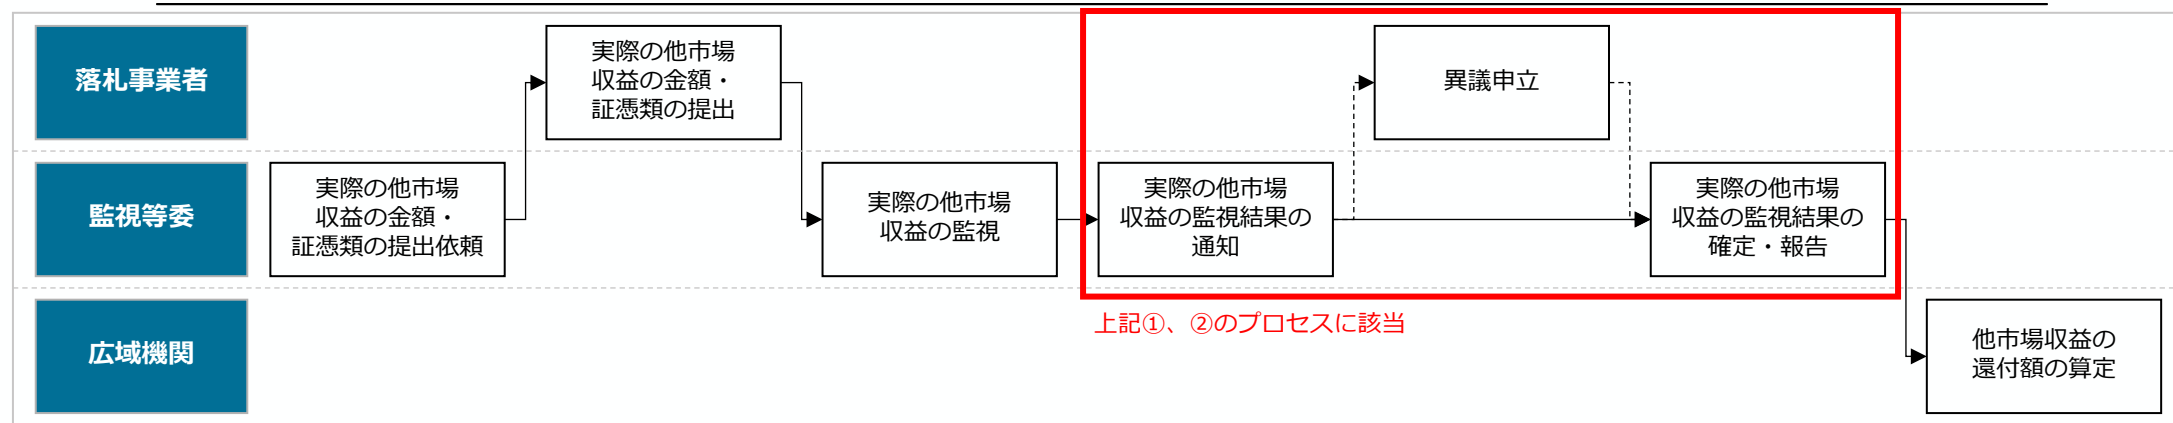 落札事業者
実際の他市場
収益の金額・
証憑類の提出
異議申立
監視等委
実際の他市場
収益の金額・
証憑類の提出依頼
実際の他市場
収益の監視
実際の他市場
収益の監視結果の
通知
実際の他市場
収益の監視結果の
確定・報告
上記①、②のプロセスに該当
広域機関
他市場収益の
還付額の算定